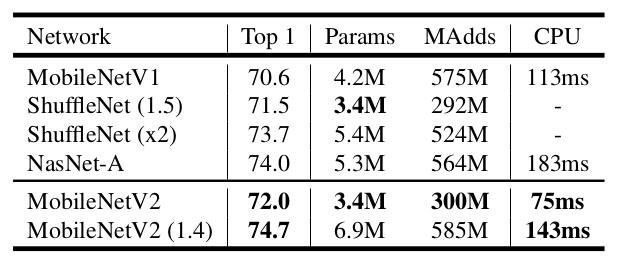 Network Top 1 Params MAdds CPU
MobileNetV1 70.6 4.2M 575M 113ms
ShuffleNet (1.5) 71.5 3.4M 292M -
ShuffleNet (x2) 73.7 5.4M 524M -
NasNet-A 74.0 5.3M 564M 183ms
MobileNetV2 72.0 3.4M 300M 75ms
MobileNetV2 (1.4) 74.7 6.9M 585M 143ms